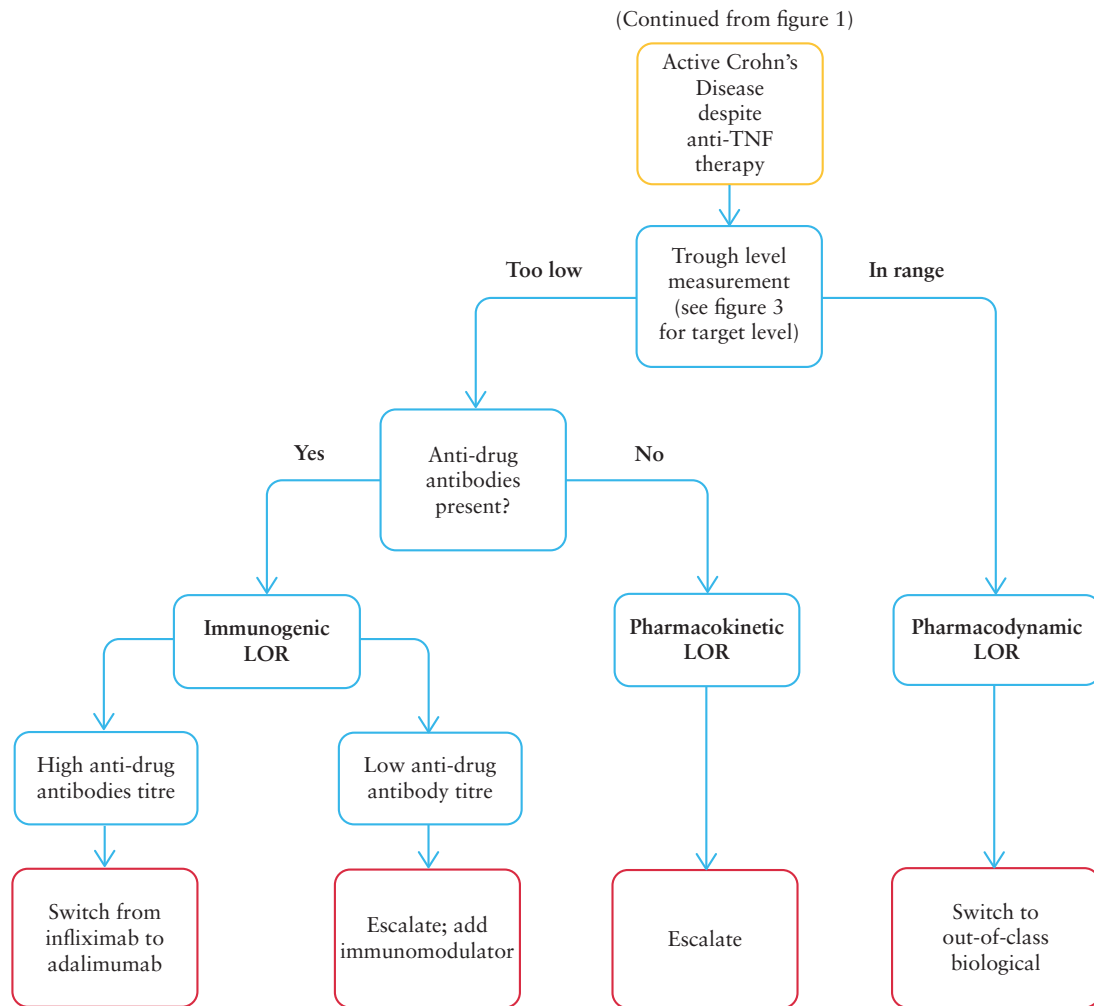 (Continued from figure 1)
Active Crohn’s
Disease
despite
anti-TNF
therapy
Too low
Trough level
measurement
(see figure 3
for target level)
In range
Yes
Anti-drug
antibodies
present?
No
Immunogenic
LOR
Pharmacokinetic
LOR
Pharmacodynamic
LOR
High anti-drug
antibodies titre
Low anti-drug
antibody titre
Switch from
infliximab to
adalimumab
Escalate; add
immunomodulator
Escalate
Switch to
out-of-class
biological